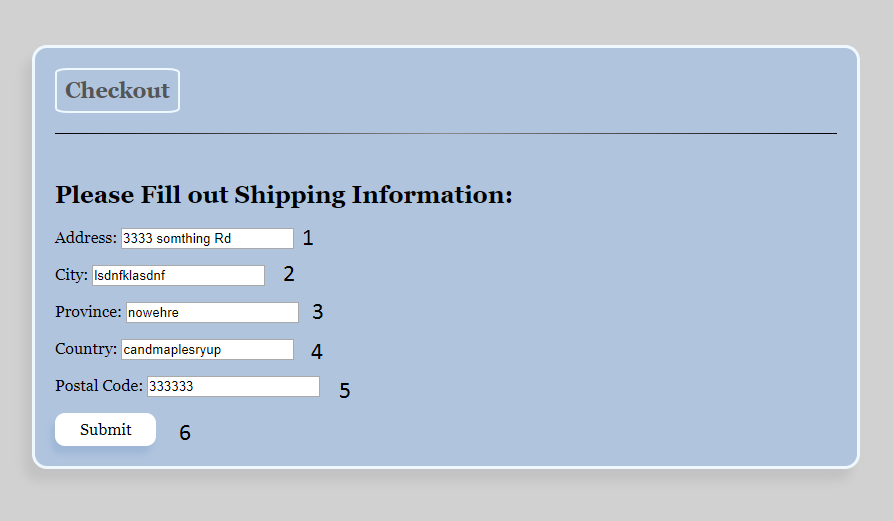 Checkout
Please Fill out Shipping Information:
Address: 3333 somthing Rd 1
City: lsdnfklasdnf 2
Province: nowehre 3
Country: candmaplesryup 4
Postal Code: 333333 5
Submit 6